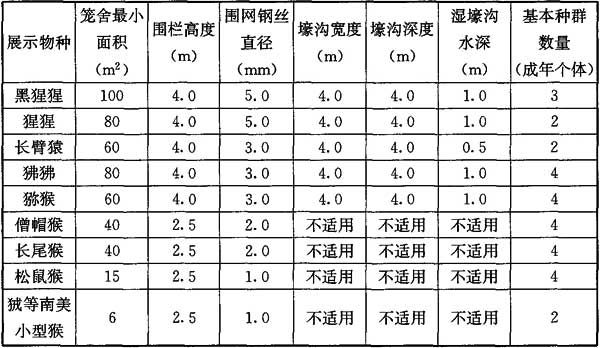 展示物种 笼舍最小面积（m²） 围栏高度（m） 围网钢丝直径（mm） 壕沟宽度（m） 壕沟深度（m） 湿壕沟水深（m） 基本种群数量（成年个体）
黑猩猩 100 4.0 5.0 4.0 4.0 1.0 3
猩猩 80 4.0 5.0 4.0 4.0 1.0 2
长臂猿 60 4.0 3.0 4.0 4.0 0.5 2
狒狒 80 4.0 3.0 4.0 4.0 1.0 4
猕猴 60 4.0 3.0 4.0 4.0 1.0 4
僧帽猴 40 2.5 2.0 不适用 不适用 不适用 4
长尾猴 40 2.5 2.0 不适用 不适用 不适用 4
松鼠猴 15 2.5 1.0 不适用 不适用 不适用 4
狨等南美小型猴 6 2.5 1.0 不适用 不适用 不适用 2